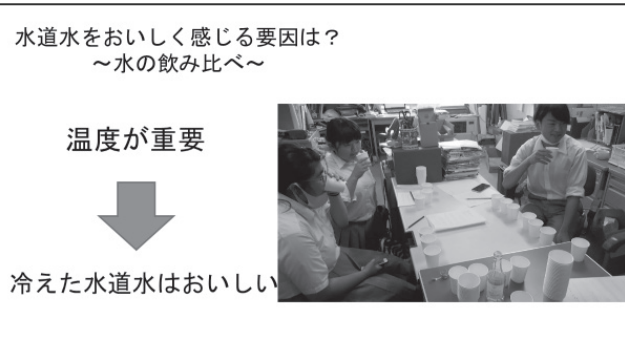 水道水をおいしく感じる要因は？
～水の飲み比べ～
温度が重要
冷えた水道水はおいしい